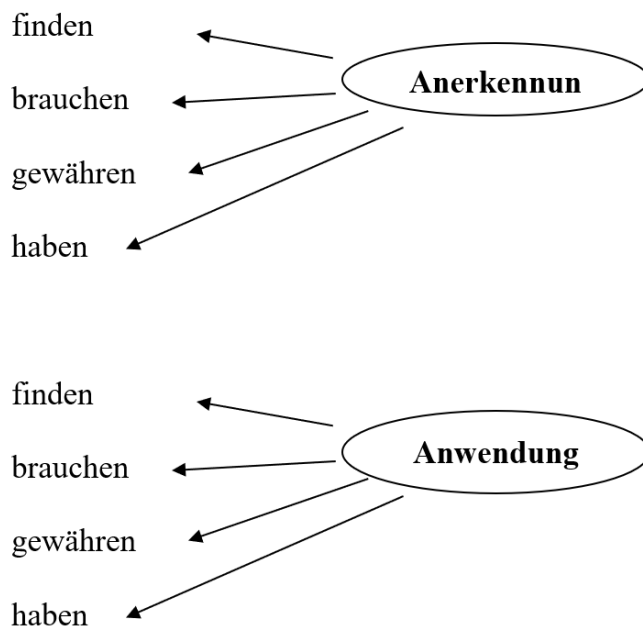 finden
Anerkennun
brauchen
gewähren
haben
finden
Anwendung
brauchen
gewähren
haben